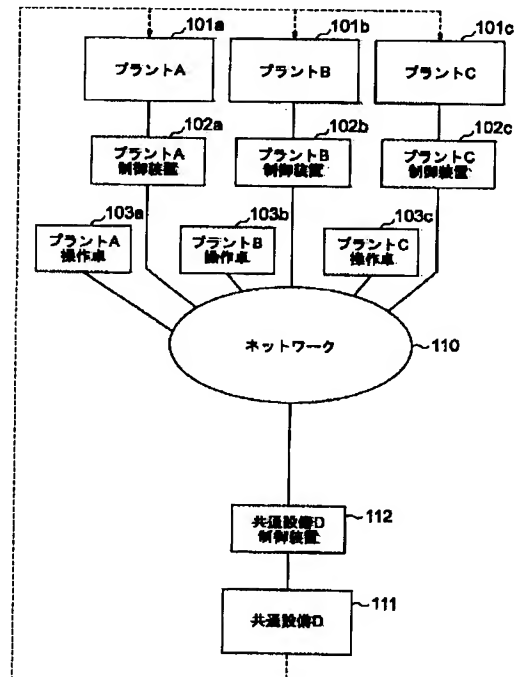 101a
101b
101c
プラントA
プラントB
プラントC
102a
102b
102c
プラントA
制御装置
プラントB
制御装置
プラントC
制御装置
103a
103b
103c
プラントA
操作卓
プラントB
操作卓
プラントC
操作卓
ネットワーク
110
共通設備D
制御装置
112
共通設備D
111